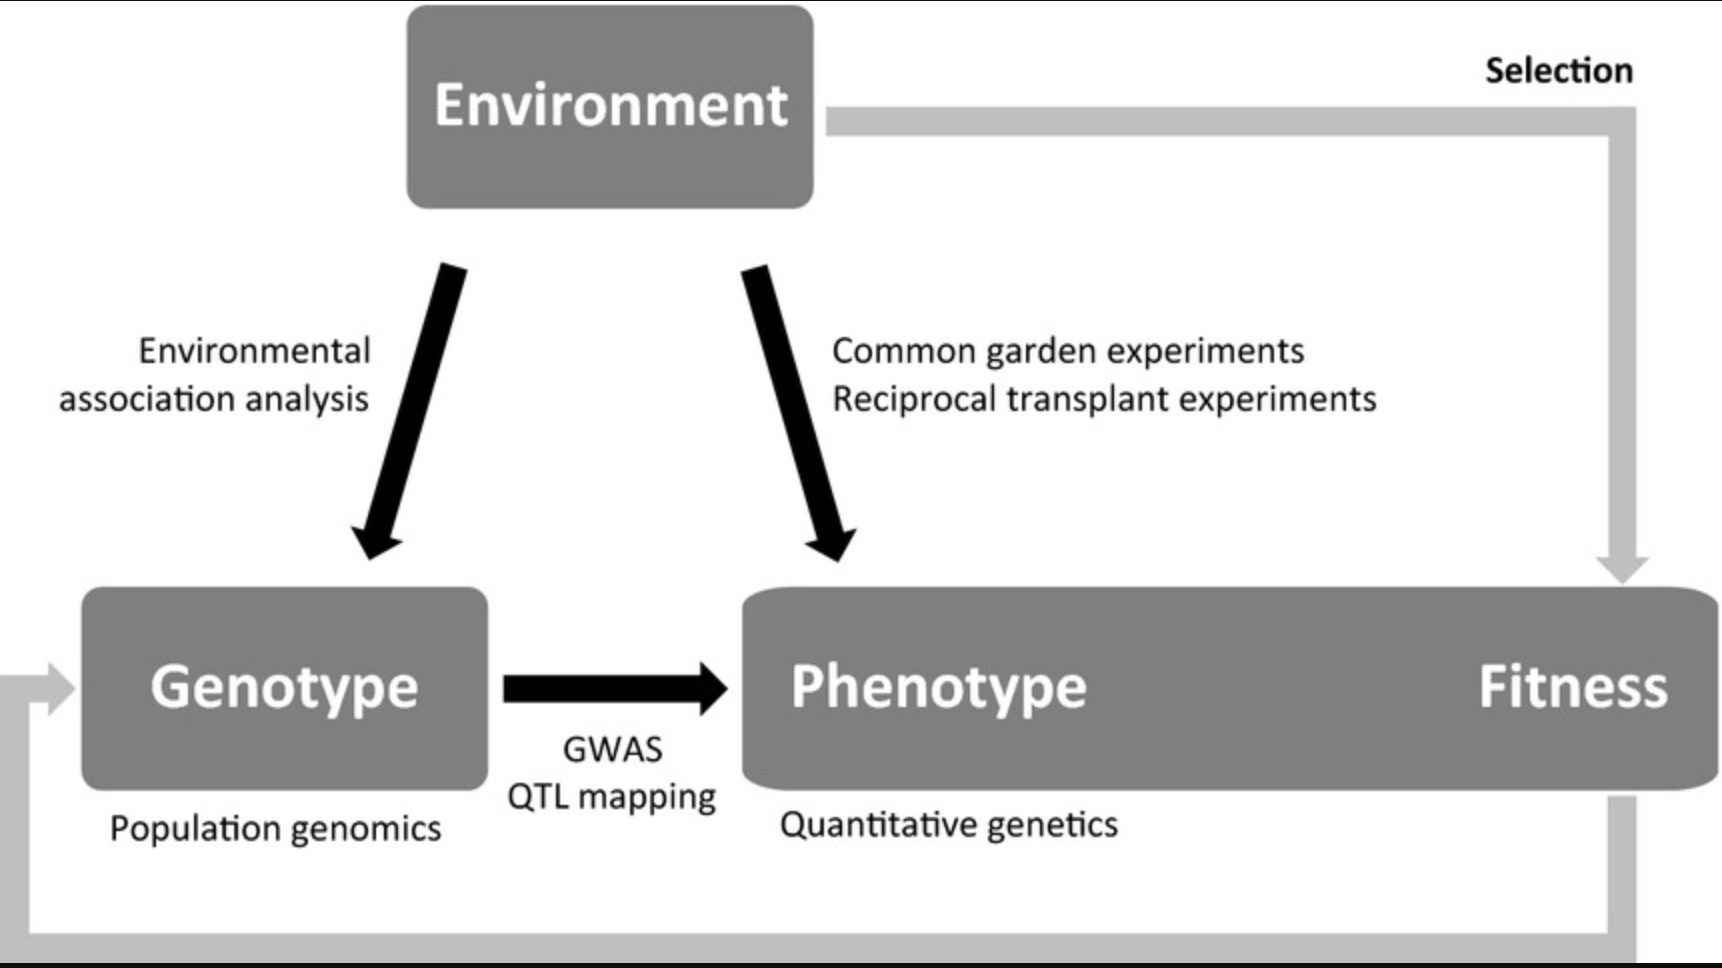 Environment
Selection
Environmental
association analysis
Common garden experiments
Reciprocal transplant experiments
Genotype
Phenotype
Fitness
GWAS
QTL mapping
Population genomics
Quantitative genetics